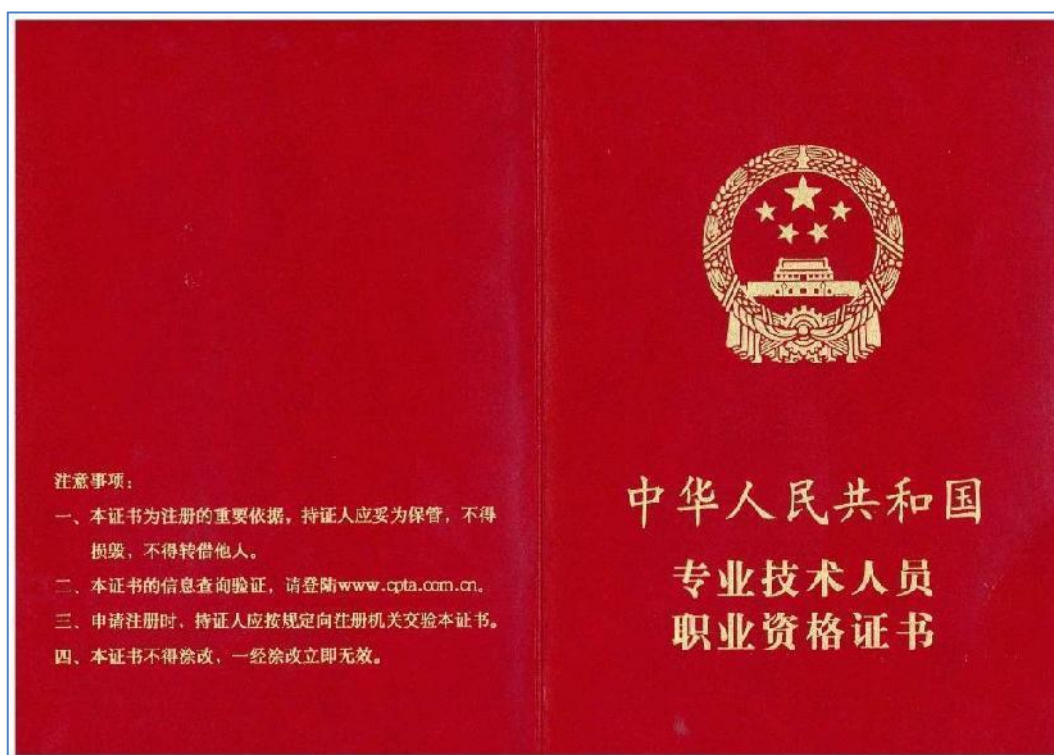 注意事项：
一、本证书为注册的重要依据，持证人应妥为保管，不得
损毁，不得转借他人。
二、本证书的信息查询验证，请登陆www.cpta.com.cn。
三、申请注册时，持证人应按规定向注册机关交验本证书。
四、本证书不得涂改，一经涂改立即无效。
中华人民共和国
专业技术人员
职业资格证书